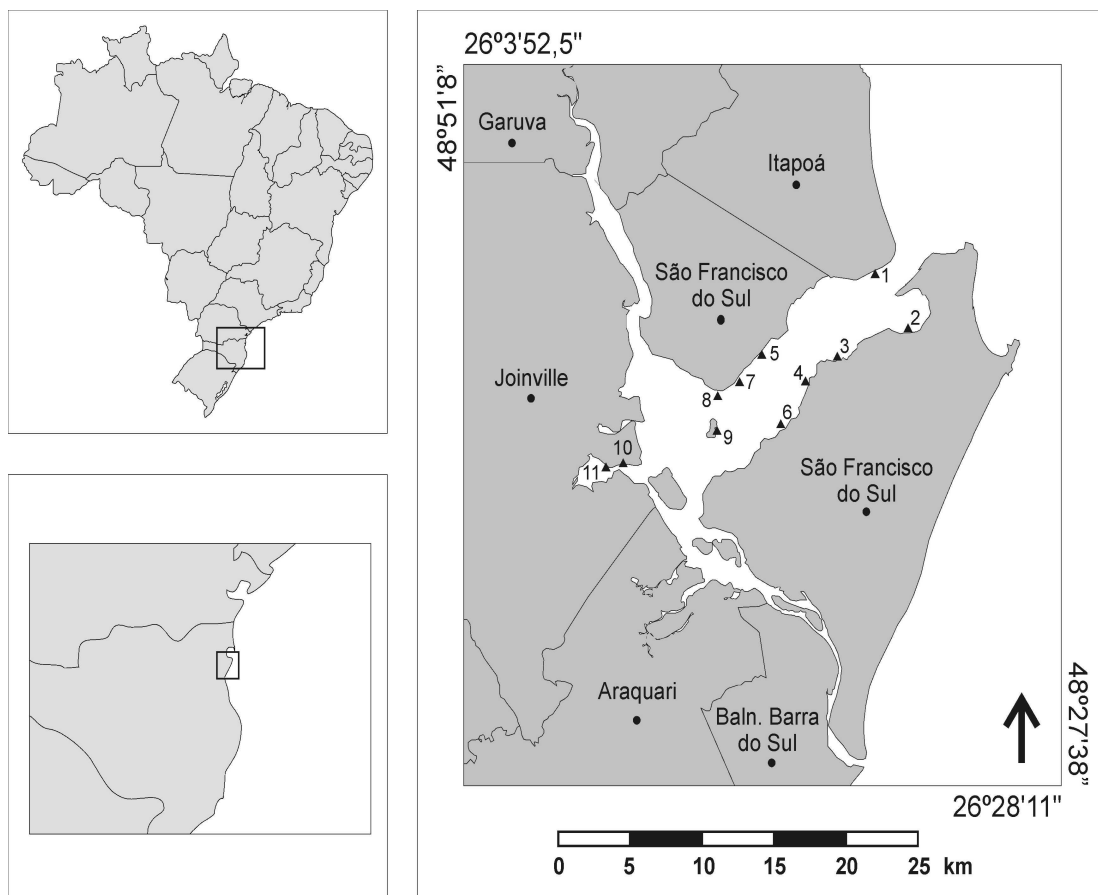 26º3'52,5"
48º51'8"
Garuva
Itapoá
São Francisco
do Sul
1
2
3
5
4
7
8
Joinville
6
9
10
11
São Francisco
do Sul
Araquari
Baln. Barra
do Sul
48º27'38"
26º28'11"
0 5 10 15 20 25 km